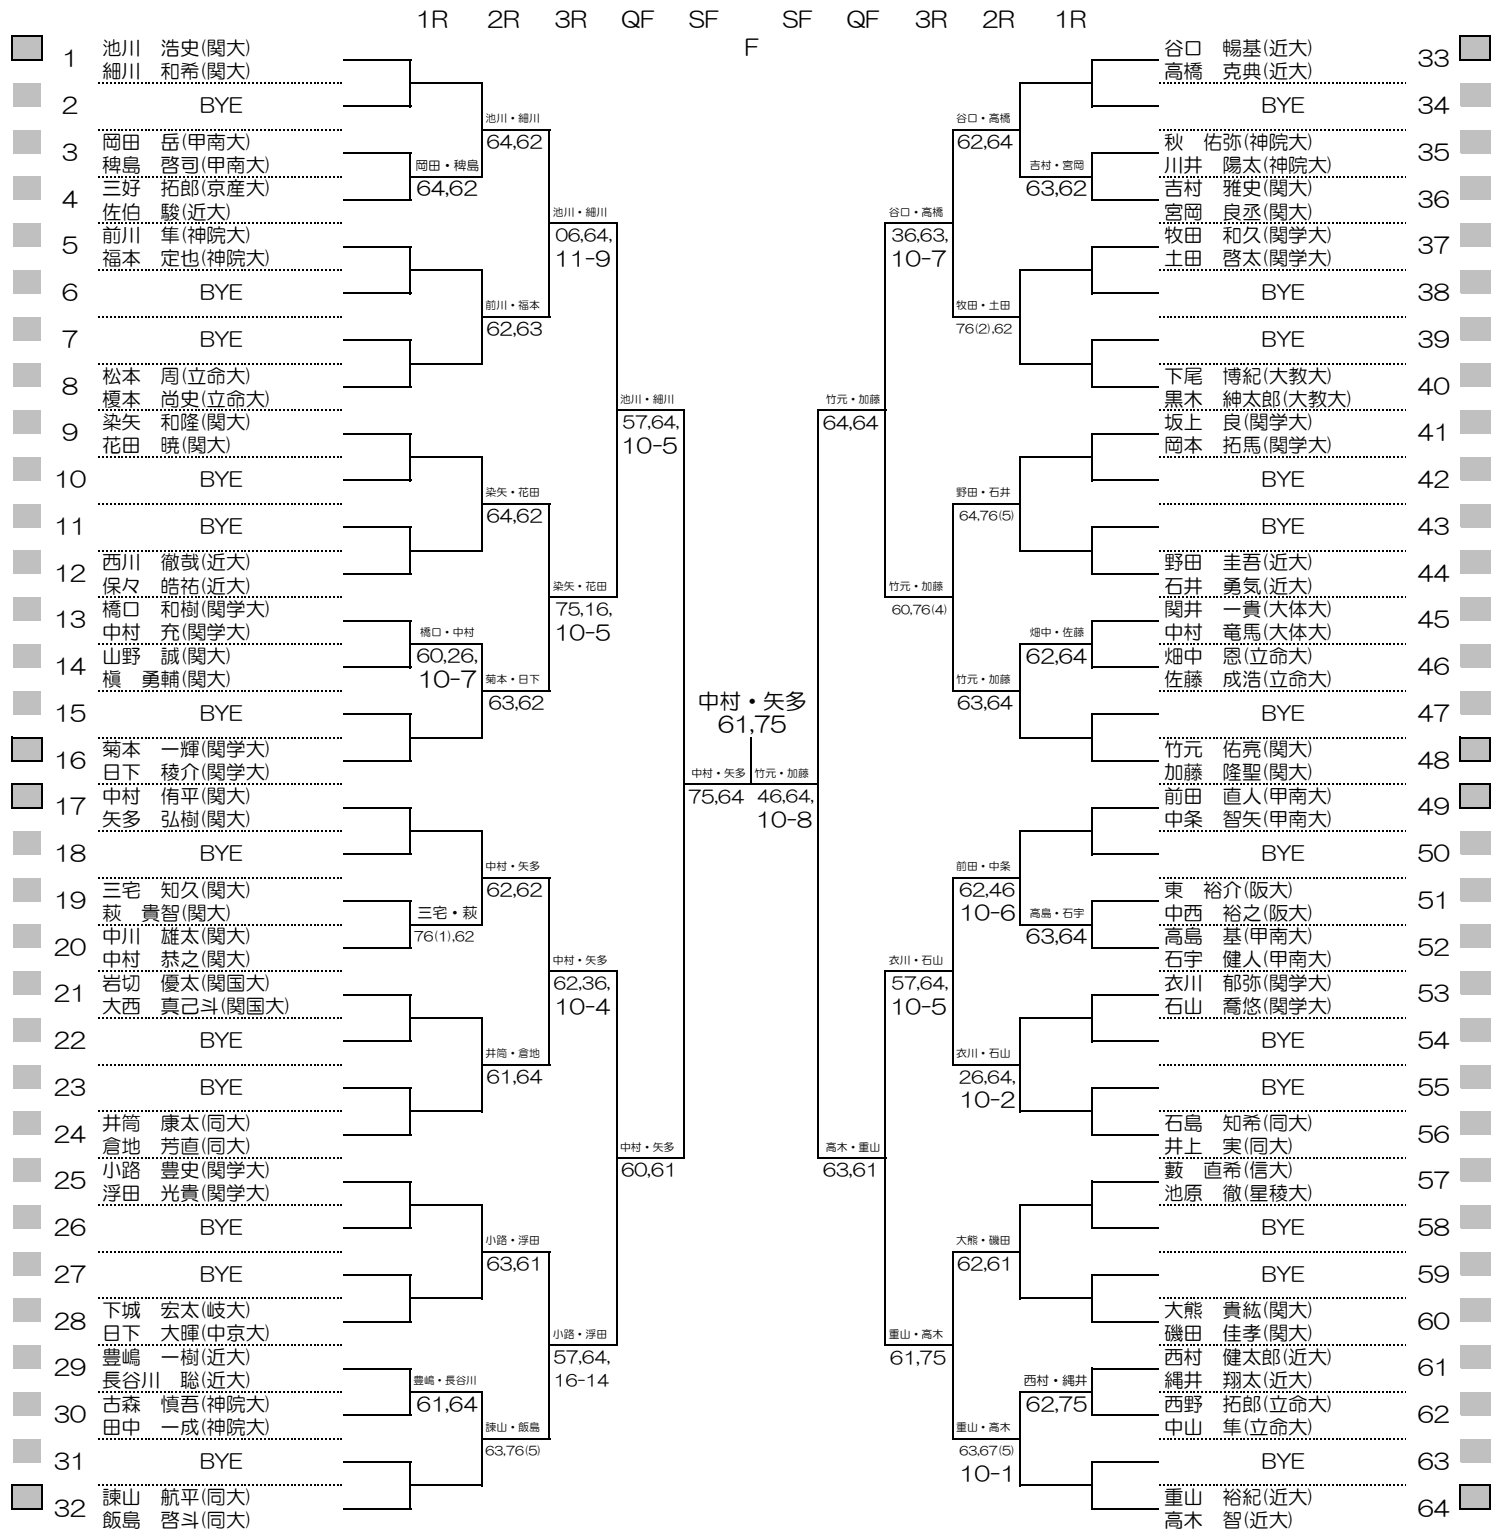 1R 2R 3R QF SF SF QF 3R 2R 1R
F
1 池川 浩史(関大)
細川 和希(関大)
2 BYE
3 岡田 岳(甲南大)
稗島 啓司(甲南大)
4 三好 拓郎(京産大)
佐伯 駿(近大)
5 前川 隼(神院大)
福本 定也(神院大)
6 BYE
7 BYE
8 松本 周(立命大)
榎本 尚史(立命大)
9 染矢 和隆(関大)
花田 暁(関大)
10 BYE
11 BYE
12 西川 徹哉(近大)
保々 皓祐(近大)
13 橋口 和樹(関学大)
中村 充(関学大)
14 山野 誠(関大)
槇 勇輔(関大)
15 BYE
16 菊本 一輝(関学大)
日下 稜介(関学大)
17 中村 侑平(関大)
矢多 弘樹(関大)
18 BYE
19 三宅 知久(関大)
萩 貴智(関大)
20 中川 雄太(関大)
中村 恭之(関大)
21 岩切 優太(関国大)
大西 真己斗(関国大)
22 BYE
23 BYE
24 井筒 康太(同大)
倉地 芳直(同大)
25 小路 豊史(関学大)
浮田 光貴(関学大)
26 BYE
27 BYE
28 下城 宏太(岐大)
日下 大暉(中京大)
29 豊嶋 一樹(近大)
長谷川 聡(近大)
30 古森 慎吾(神院大)
田中 一成(神院大)
31 BYE
32 諫山 航平(同大)
飯島 啓斗(同大)
岡田・稗島
64,62
橋口・中村
60,26,
10-7
三宅・萩
76(1),62
豊嶋・長谷川
61,64
池川・細川
64,62
前川・福本
62,63
染矢・花田
64,62
菊本・日下
63,62
中村・矢多
62,62
井筒・倉地
61,64
小路・浮田
63,61
諫山・飯島
63,76(5)
池川・細川
06,64,
11-9
染矢・花田
75,16,
10-5
中村・矢多
62,36,
10-4
小路・浮田
57,64,
16-14
池川・細川
57,64,
10-5
中村・矢多
60,61
中村・矢多
75,64
中村・矢多
61,75
竹元・加藤
46,64,
10-8
竹元・加藤
64,64
高木・重山
63,61
谷口・高橋
36,63,
10-7
竹元・加藤
60,76(4)
衣川・石山
57,64,
10-5
重山・高木
61,75
谷口・高橋
62,64
牧田・土田
76(2),62
野田・石井
64,76(5)
竹元・加藤
63,64
前田・中条
62,46
10-6
衣川・石山
26,64,
10-2
大熊・磯田
62,61
重山・高木
63,67(5)
10-1
吉村・宮岡
63,62
畑中・佐藤
62,64
高島・石宇
63,64
西村・縄井
62,75
谷口 暢基(近大) 33
高橋 克典(近大)
BYE 34
秋 佑弥(神院大) 35
川井 陽太(神院大)
吉村 雅史(関大) 36
宮岡 良丞(関大)
牧田 和久(関学大) 37
土田 啓太(関学大)
BYE 38
BYE 39
下尾 博紀(大教大) 40
黒木 紳太郎(大教大)
坂上 良(関学大) 41
岡本 拓馬(関学大)
BYE 42
BYE 43
野田 圭吾(近大) 44
石井 勇気(近大)
関井 一貴(大体大) 45
中村 竜馬(大体大)
畑中 恩(立命大) 46
佐藤 成浩(立命大)
BYE 47
竹元 佑亮(関大) 48
加藤 隆聖(関大)
前田 直人(甲南大) 49
中条 智矢(甲南大)
BYE 50
東 裕介(阪大) 51
中西 裕之(阪大)
高島 基(甲南大) 52
石宇 健人(甲南大)
衣川 郁弥(関学大) 53
石山 喬悠(関学大)
BYE 54
BYE 55
石島 知希(同大) 56
井上 実(同大)
藪 直希(信大) 57
池原 徹(星稜大)
BYE 58
BYE 59
大熊 貴紘(関大) 60
磯田 佳孝(関大)
西村 健太郎(近大) 61
縄井 翔太(近大)
西野 拓郎(立命大) 62
中山 隼(立命大)
BYE 63
重山 裕紀(近大) 64
高木 智(近大)